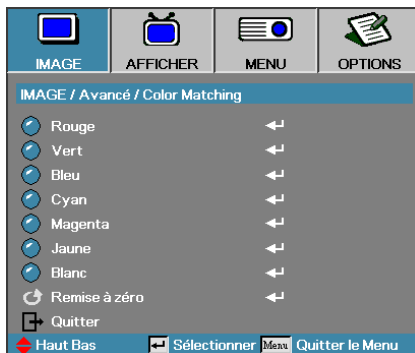 IMAGE AFFICHER MENU OPTIONS
IMAGE / Avancé / Color Matching
Rouge
Vert
Bleu
Cyan
Magenta
Jaune
Blanc
Remise à zéro
Quitter
Haut Bas Sélectionner Menu Quitter le Menu